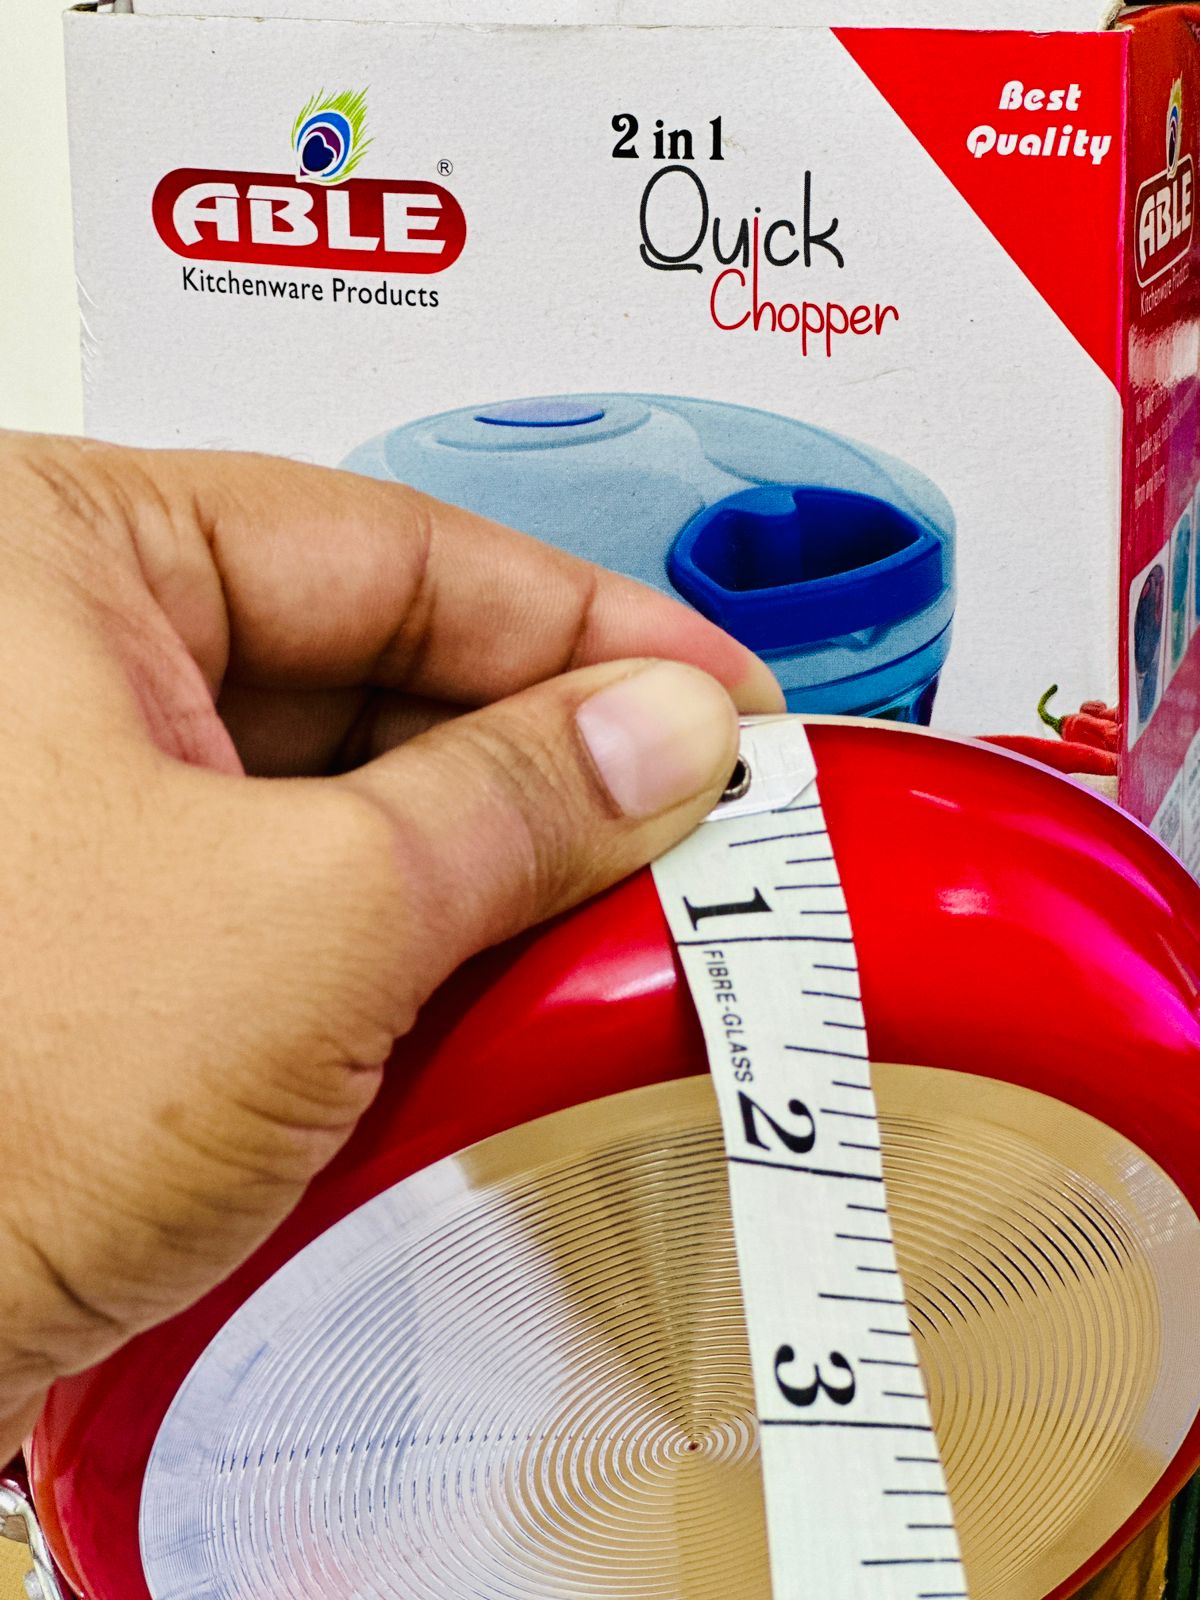 ABLE
®
Kitchenware Products
2 in 1
Quick
Chopper
Best
Quality
ABLE
Kitchenware Products
1
FIBRE-GLASS
2
3